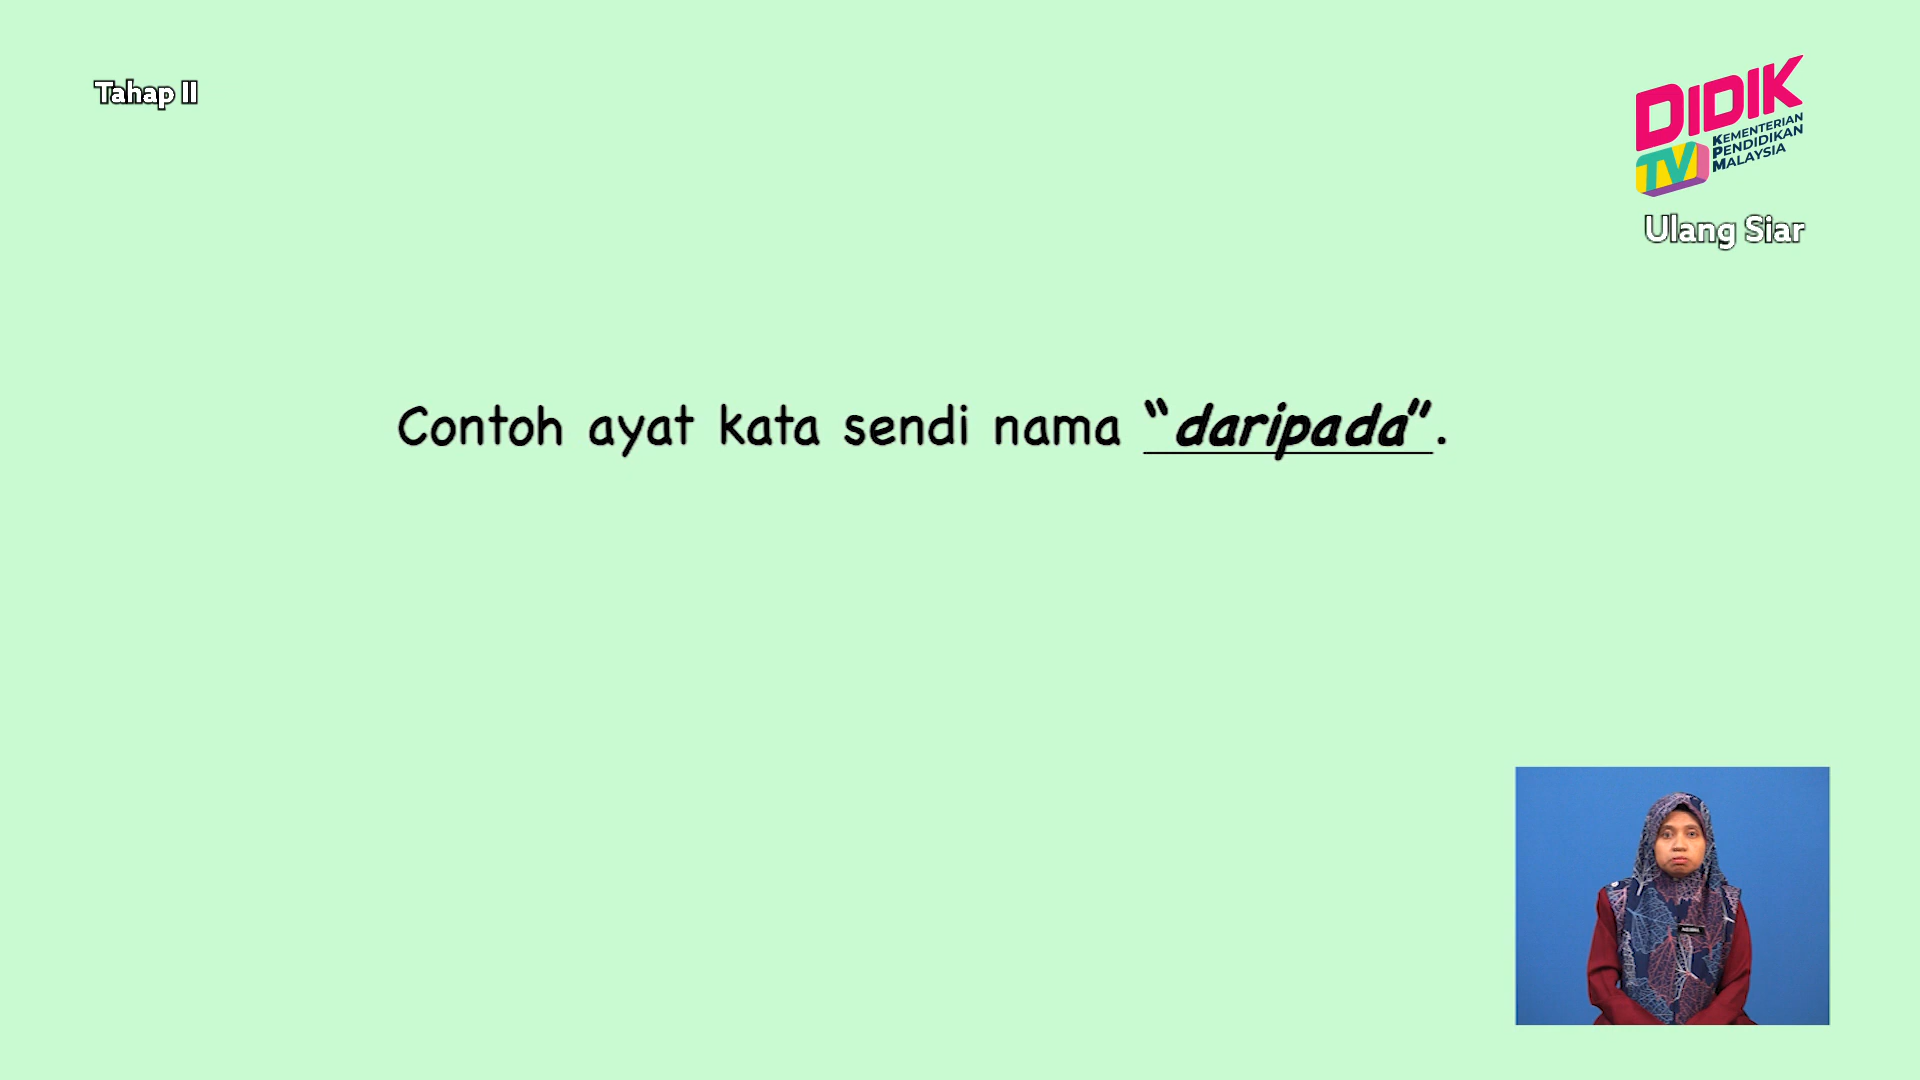 Tahap II
DIDIK
TV
KEMENTERIAN
PENDIDIKAN
MALAYSIA
Ulang Siar
Contoh ayat kata sendi nama “daripada”.